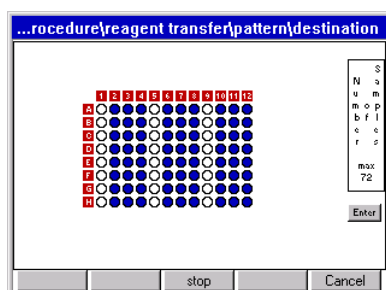 ...rocedure\reagent transfer\pattern\destination
1 2 3 4 5 6 7 8 9 10 11 12
A
B
C
D
E
F
G
H
Number
of
Samples
max
72
Enter
stop
Cancel